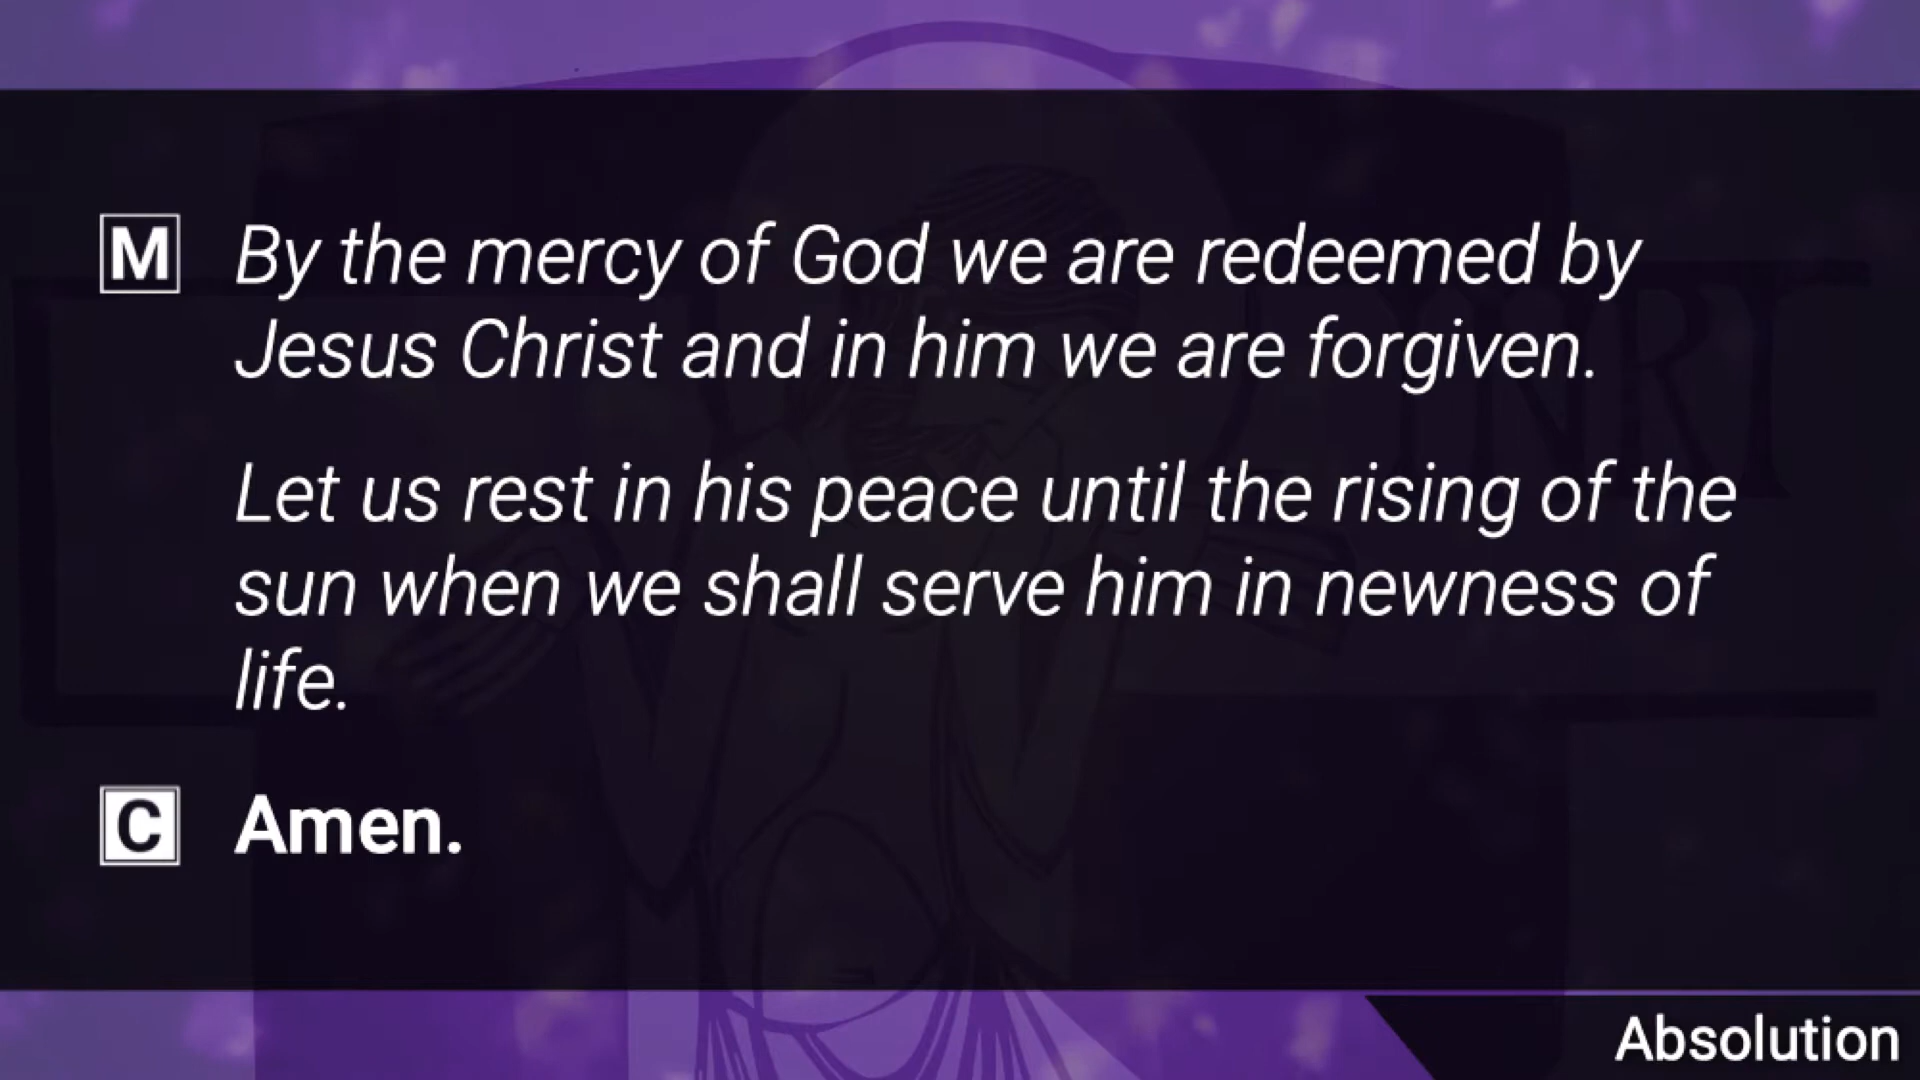 M By the mercy of God we are redeemed by
Jesus Christ and in him we are forgiven.
Let us rest in his peace until the rising of the
sun when we shall serve him in newness of
life.
C Amen.
Absolution
INRI